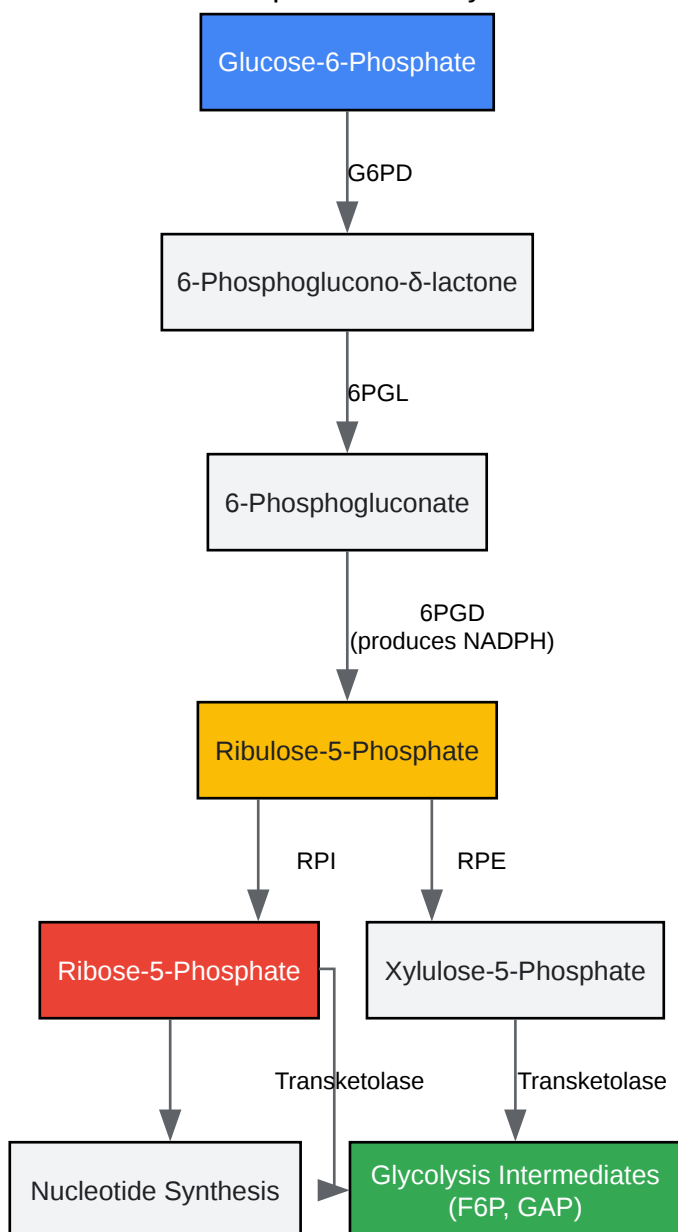 Glucose-6-Phosphate
G6PD
6-Phosphoglucono-δ-lactone
6PGL
6-Phosphogluconate
6PGD
(produces NADPH)
Ribulose-5-Phosphate
RPI
RPE
Ribose-5-Phosphate
Xylulose-5-Phosphate
Transketolase
Transketolase
Nucleotide Synthesis
Glycolysis Intermediates
(F6P, GAP)